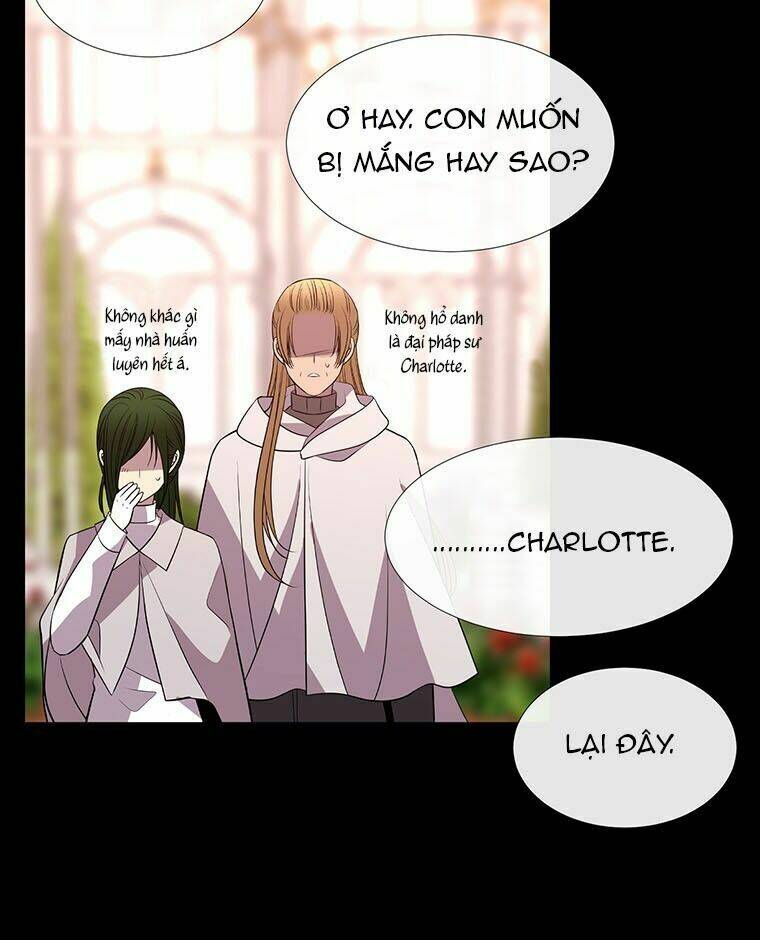 Ơ HAY. CON MUỐN
BỊ MẮNG HAY SAO?
Không khác gì
mấy nhà huấn
luyên hết á.
Không hổ danh
là đại pháp sư
Charlotte.
..........CHARLOTTE.
LẠI ĐÂY.